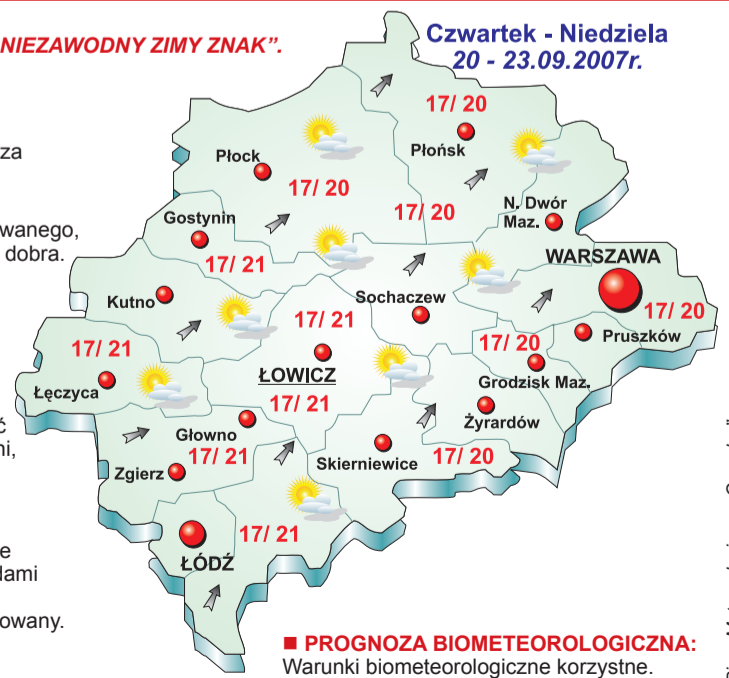 NIEZAWODNY ZIMY ZNAK”.
Czwartek - Niedziela
20 - 23.09.2007r.
za
wanego,
dobra.
ć
ni,
e
dami
owany.
17/ 20
Płońsk
Płock
17/ 20
17/ 20
N. Dwór
Maz.
Gostynin
17/ 21
WARSZAWA
17/ 20
Kutno
Sochaczew
17/ 21
Pruszków
17/ 21
17/ 20
Łęczyca
ŁOWICZ
Grodzisk Maz.
17/ 21
Żyrardów
Głowno
17/ 21
Skierniewice
17/ 20
Zgierz
17/ 21
ŁÓDŹ
■ PROGNOZA BIOMETEOROLOGICZNA:
Warunki biometeorologiczne korzystne.